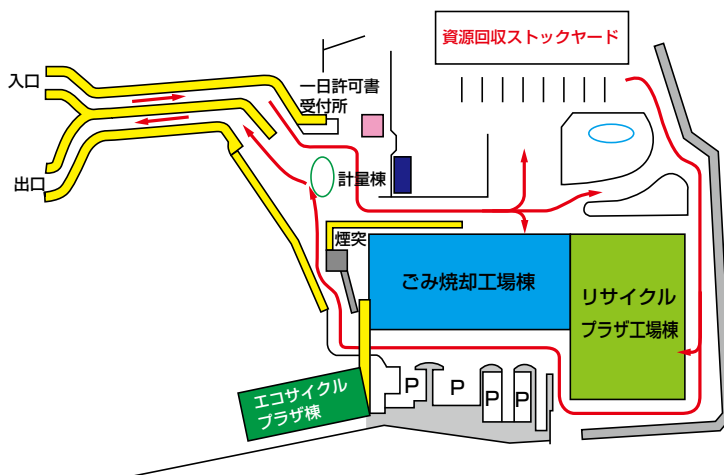 資源回収ストックヤード
入口
一日許可書
受付所
出口
計量棟
煙突
ごみ焼却工場棟
リサイクル
プラザ工場棟
エコサイクル
プラザ棟
P
P
P
P